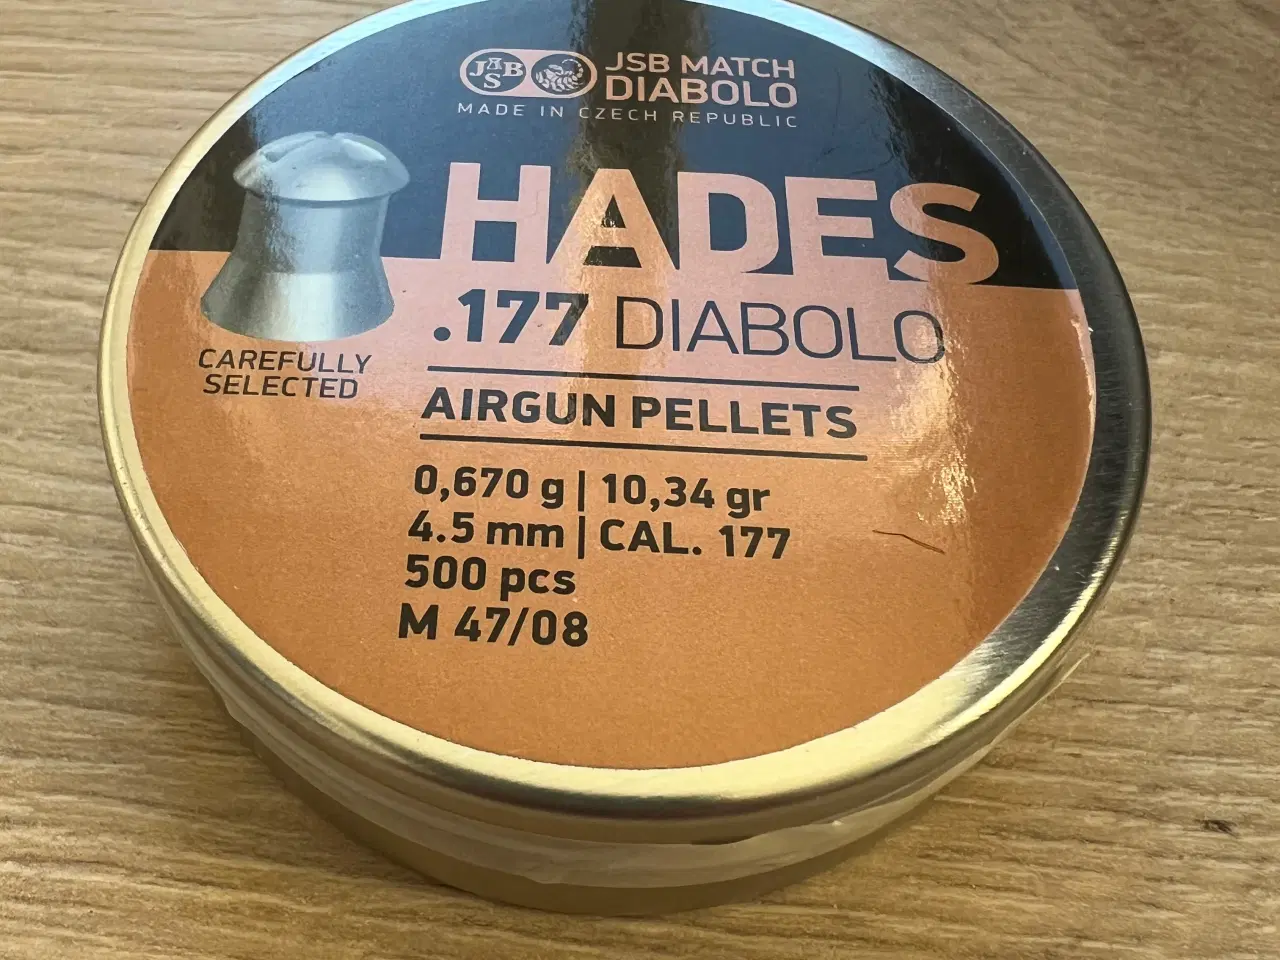 JSB
JSB MATCH
DIABOLO
MADE IN CZECH REPUBLIC
HADES
.177 DIABOLO
CAREFULLY
SELECTED
AIRGUN PELLETS
0,670 g | 10,34 gr
4.5 mm | CAL. 177
500 pcs
M 47/08